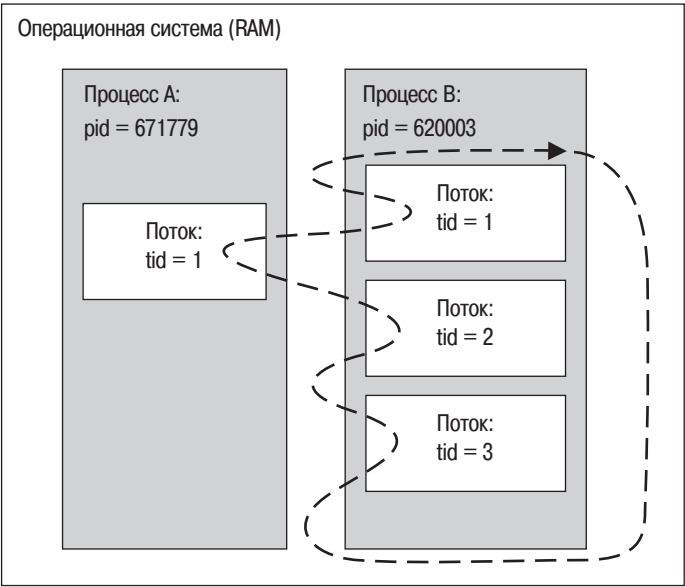 Операционная система (RAM)
Процесс A:
pid = 671779
Поток:
tid = 1
Процесс B:
pid = 620003
Поток:
tid = 1
Поток:
tid = 2
Поток:
tid = 3